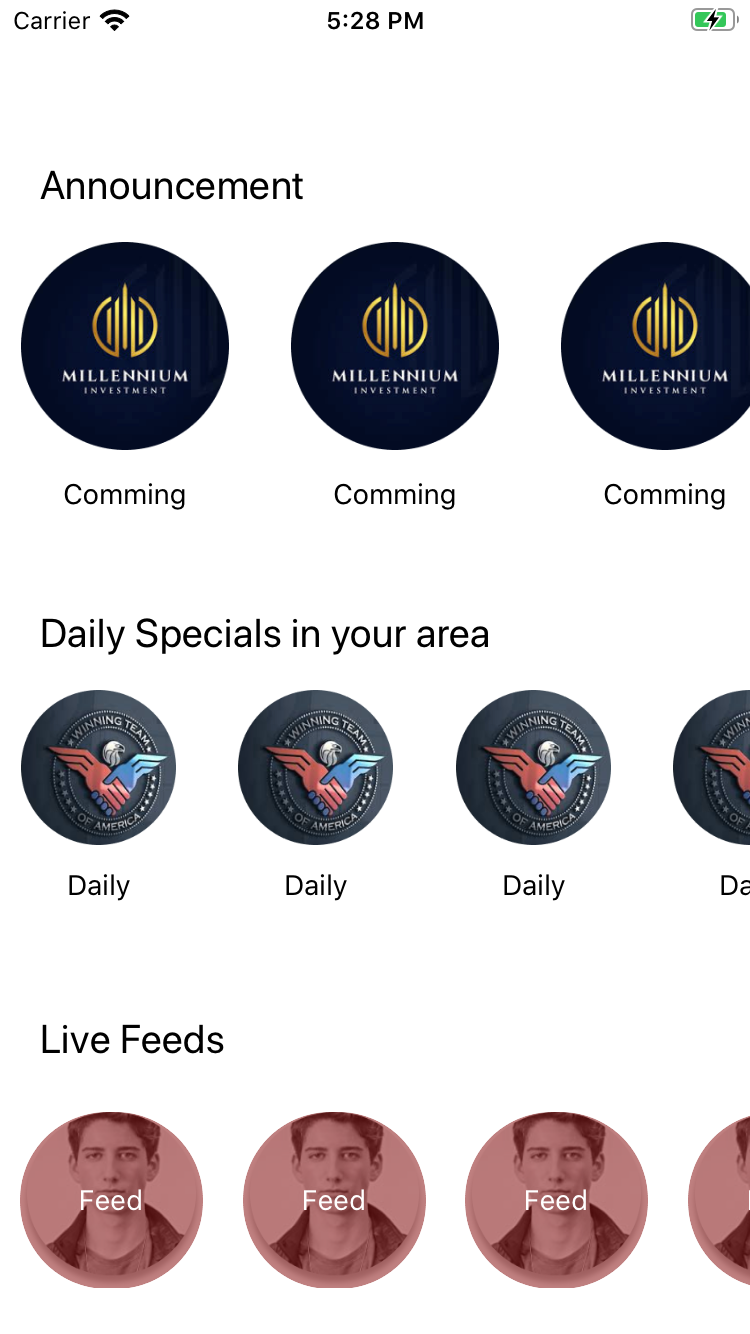 Carrier 5:28 PM
Announcement
MILLENNIUM MILLENNIUM MILLENNIUM
INVESTMENT INVESTMENT INVESTMENT
Comming Comming Comming
Daily Specials in your area
WINNING TEAM WINNING TEAM WINNING TEAM WINN
OF AMERICA OF AMERICA OF AMERICA OF A
Daily Daily Daily Da
Live Feeds
Feed Feed Feed